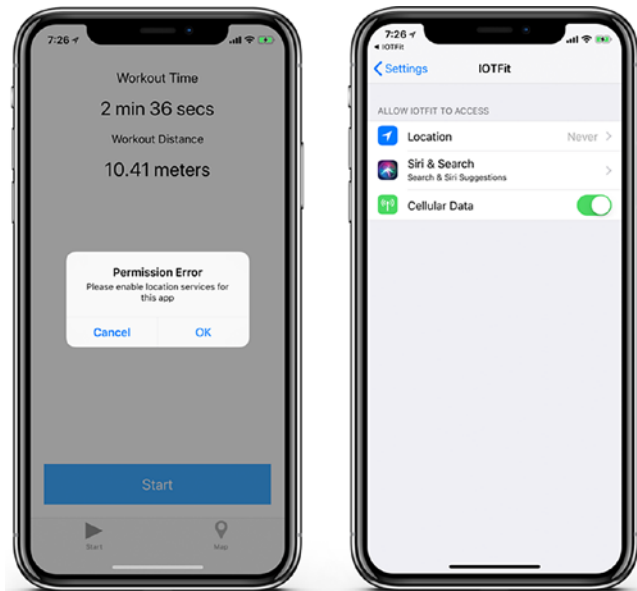 7:26
Workout Time
2 min 36 secs
Workout Distance
10.41 meters
Permission Error
Please enable location services for
this app
Cancel
OK
Start
Start
Map
7:26
IOTFit
Settings
IOTFit
ALLOW IOTFIT TO ACCESS
Location
Never
Siri & Search
Search & Siri Suggestions
Cellular Data